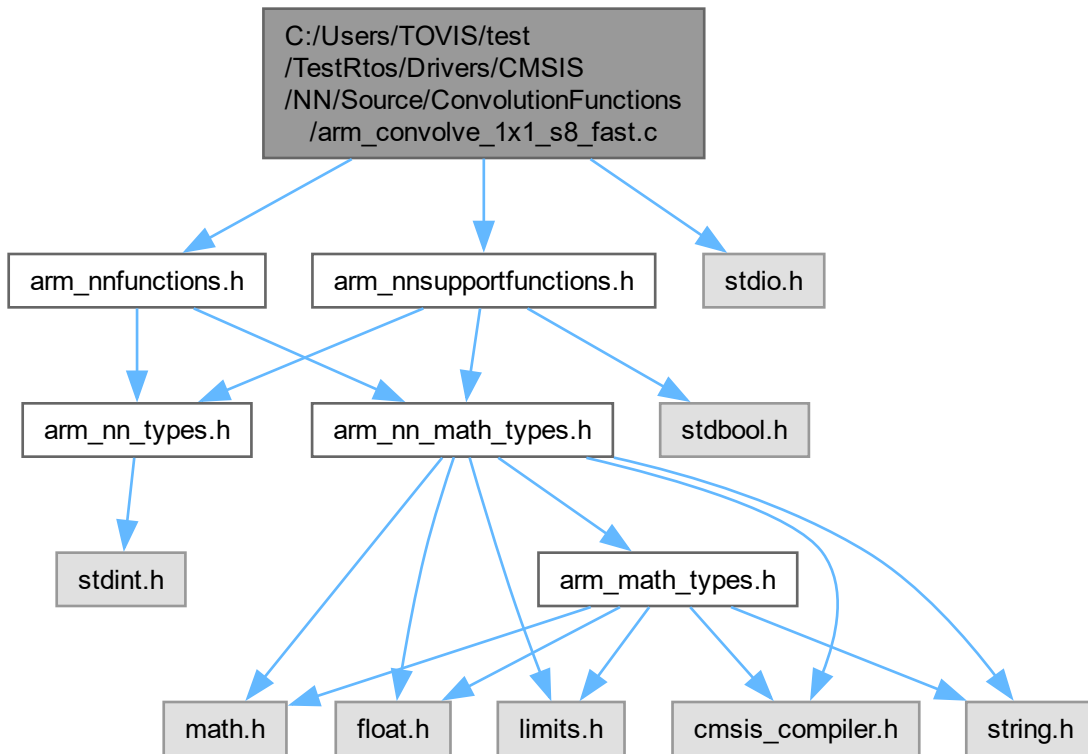 C:/Users/TOVIS/test
/TestRtos/Drivers/CMSIS
/NN/Source/ConvolutionFunctions
/arm_convolve_1x1_s8_fast.c
arm_nnfunctions.h
arm_nnsupportfunctions.h
stdio.h
arm_nn_types.h
arm_nn_math_types.h
stdbool.h
stdint.h
arm_math_types.h
math.h
float.h
limits.h
cmsis_compiler.h
string.h